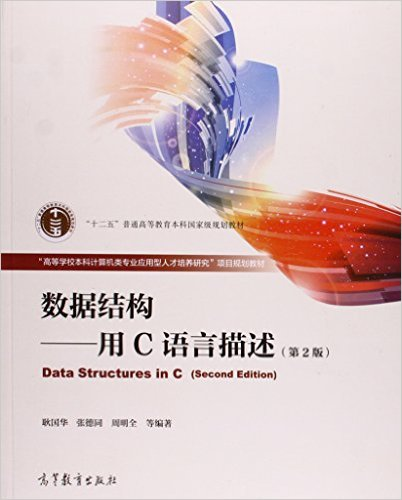 十二五
"十二五"普通高等教育本科国家级规划教材
"高等学校本科计算机类专业应用型人才培养研究"项目规划教材
数据结构
——用C语言描述(第2版)
Data Structures in C (Second Edition)
耿国华 张德同 周明全 等编著
高等教育出版社